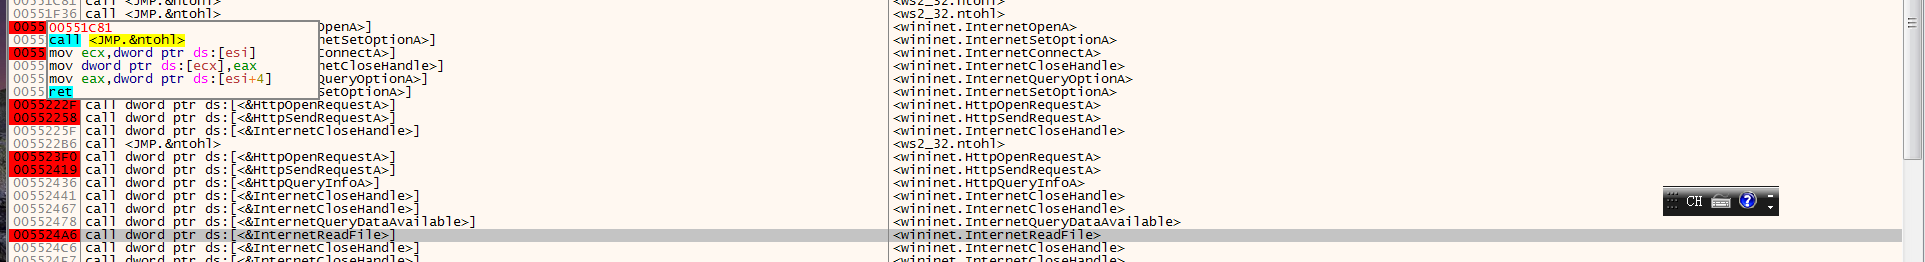 00551C81 call <JMP.&ntohl> <ws2_32.ntohl>
00551F36 call <JMP.&ntohl> <ws2_32.ntohl>
0055 00551C81 OpenA>] <wininet.InternetOpenA>
0055 call <JMP.&ntohl> netSetOptionA>] <wininet.InternetSetOptionA>
0055 mov ecx,dword ptr ds:[esi] ConnectA>] <wininet.InternetConnectA>
0055 mov dword ptr ds:[ecx],eax netCloseHandle>] <wininet.InternetCloseHandle>
0055 mov eax,dword ptr ds:[esi+4] QueryOptionA>] <wininet.InternetQueryOptionA>
0055 ret SetOptionA>] <wininet.InternetSetOptionA>
0055222F call dword ptr ds:[<&HttpOpenRequestA>] <wininet.HttpOpenRequestA>
00552258 call dword ptr ds:[<&HttpSendRequestA>] <wininet.HttpSendRequestA>
0055225F call dword ptr ds:[<&InternetCloseHandle>] <wininet.InternetCloseHandle>
005522B6 call <JMP.&ntohl> <ws2_32.ntohl>
005523F0 call dword ptr ds:[<&HttpOpenRequestA>] <wininet.HttpOpenRequestA>
00552419 call dword ptr ds:[<&HttpSendRequestA>] <wininet.HttpSendRequestA>
00552436 call dword ptr ds:[<&HttpQueryInfoA>] <wininet.HttpQueryInfoA>
00552441 call dword ptr ds:[<&InternetCloseHandle>] <wininet.InternetCloseHandle>
00552467 call dword ptr ds:[<&InternetCloseHandle>] <wininet.InternetCloseHandle>
CH
00552478 call dword ptr ds:[<&InternetQueryDataAvailable>] <wininet.InternetQueryDataAvailable>
005524A6 call dword ptr ds:[<&InternetReadFile>] <wininet.InternetReadFile>
005524C6 call dword ptr ds:[<&InternetCloseHandle>] <wininet.InternetCloseHandle>
005524E7 call dword ptr ds:[<&InternetCloseHandle>] <wininet.InternetCloseHandle>